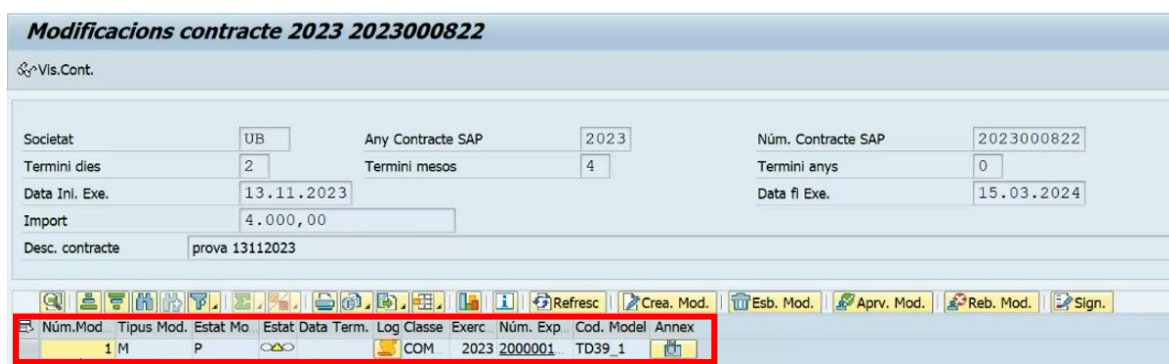 Modificacions contracte 2023 2023000822
Vis.Cont.
Societat UB Any Contracte SAP 2023 Núm. Contracte SAP 2023000822
Termini dies 2 Termini mesos 4 Termini anys 0
Data Ini. Exe. 13.11.2023 Data fi Exe. 15.03.2024
Import 4.000,00
Desc. contracte prova 13112023
Refresc Crea. Mod. Esb. Mod. Aprv. Mod. Reb. Mod. Sign.
Núm.Mod... Tipus Mod. Estat Mo... Estat Data Term. Log Classe Exerc... Núm. Exp... Cod. Model Annex
1 M P COM... 2023 2000001... TD39_1